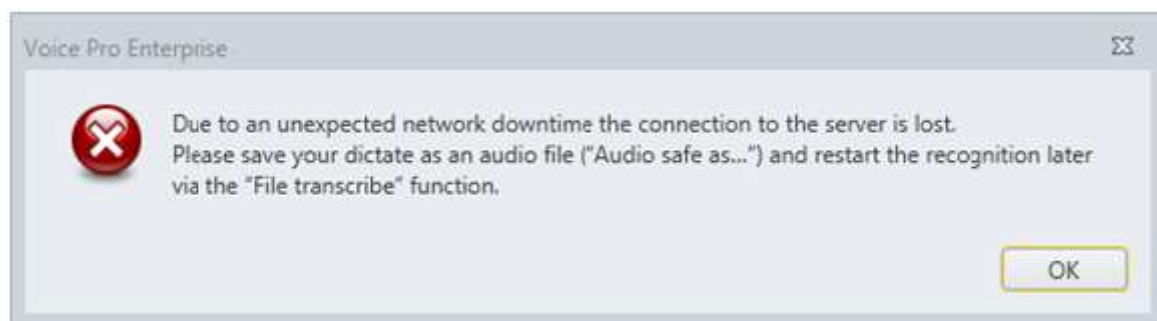 Voice Pro Enterprise
Due to an unexpected network downtime the connection to the server is lost.
Please save your dictate as an audio file ("Audio safe as...") and restart the recognition later
via the "File transcribe" function.
OK